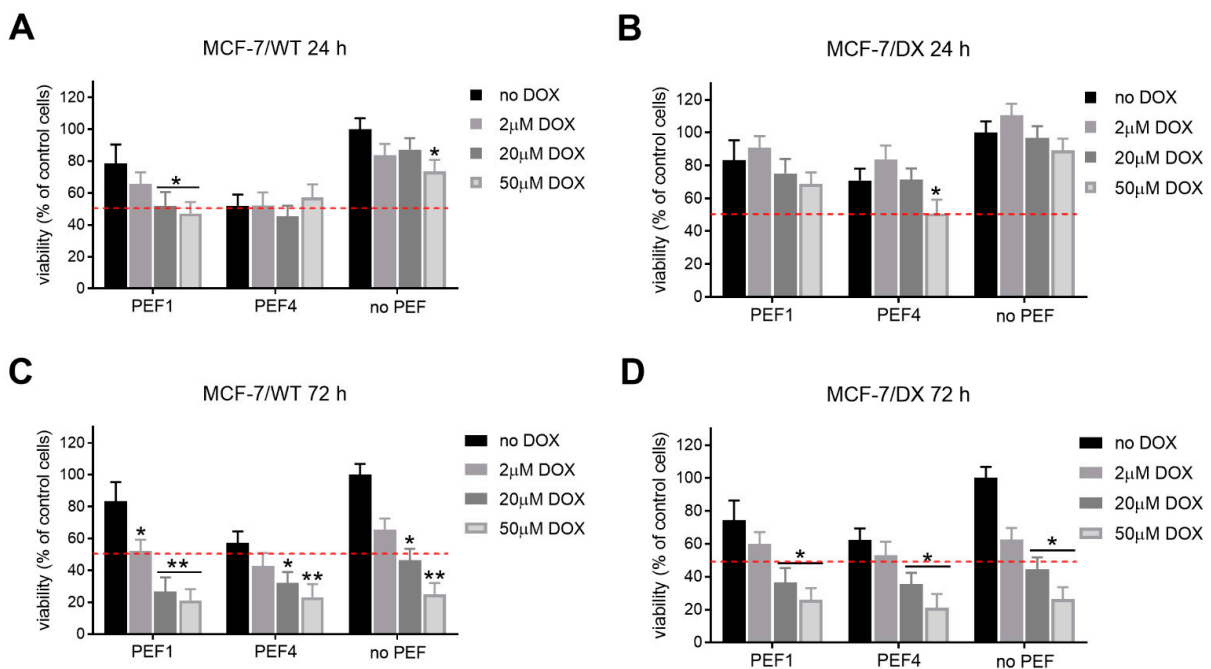 A
MCF-7/WT 24 h
viability (% of control cells)
120
100
80
60
40
20
0
*
*
PEF1
PEF4
no PEF
no DOX
2μM DOX
20μM DOX
50μM DOX
B
MCF-7/DX 24 h
viability (% of control cells)
120
100
80
60
40
20
0
*
PEF1
PEF4
no PEF
no DOX
2μM DOX
20μM DOX
50μM DOX
C
MCF-7/WT 72 h
viability (% of control cells)
120
100
80
60
40
20
0
*
**
*
**
*
**
PEF1
PEF4
no PEF
no DOX
2μM DOX
20μM DOX
50μM DOX
D
MCF-7/DX 72 h
viability (% of control cells)
120
100
80
60
40
20
0
*
*
*
PEF1
PEF4
no PEF
no DOX
2μM DOX
20μM DOX
50μM DOX